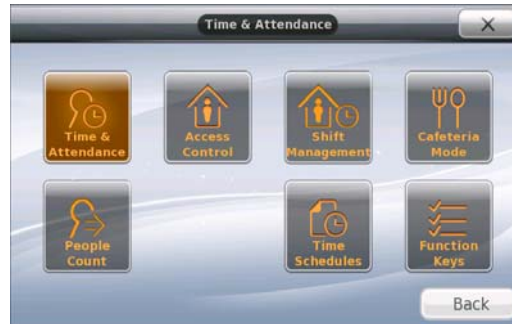 Time & Attendance
Time &
Attendance
Access
Control
Shift
Management
Cafeteria
Mode
People
Count
Time
Schedules
Function
Keys
Back